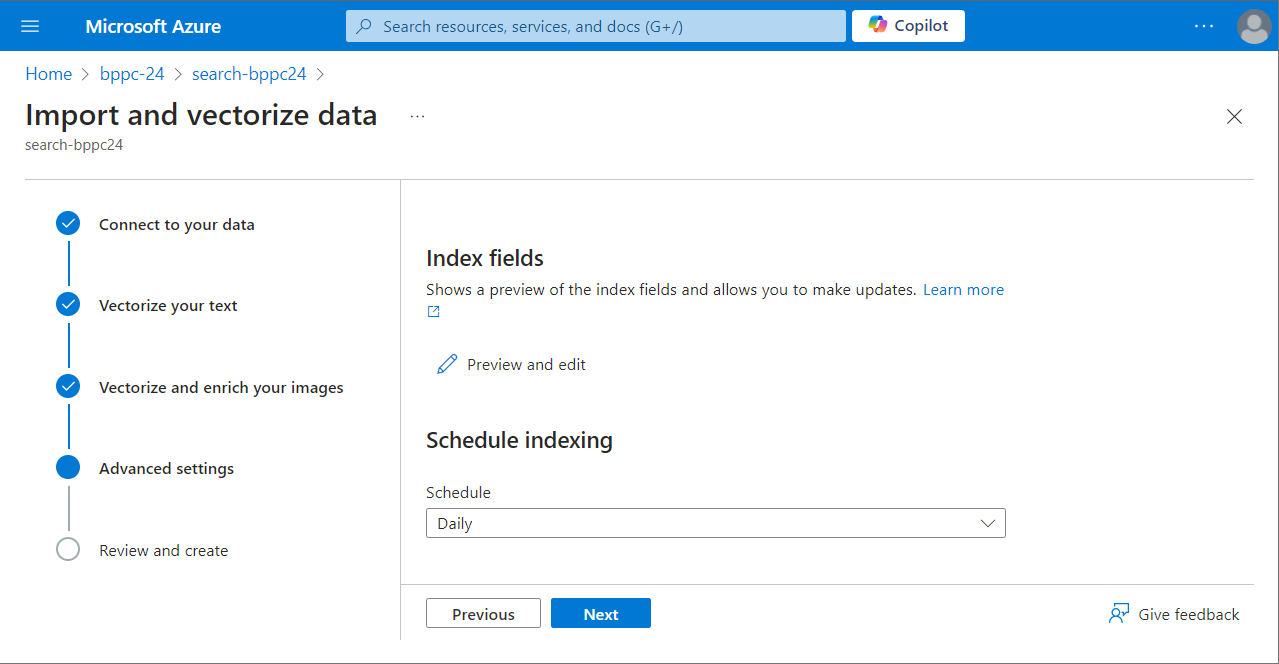 Microsoft Azure
Search resources, services, and docs (G+/)
Copilot
...
Home > bppc-24 > search-bppc24 >
Import and vectorize data ...
search-bppc24
Connect to your data
Vectorize your text
Vectorize and enrich your images
Advanced settings
Review and create
Index fields
Shows a preview of the index fields and allows you to make updates. Learn more
Preview and edit
Schedule indexing
Schedule
Daily
Previous
Next
Give feedback